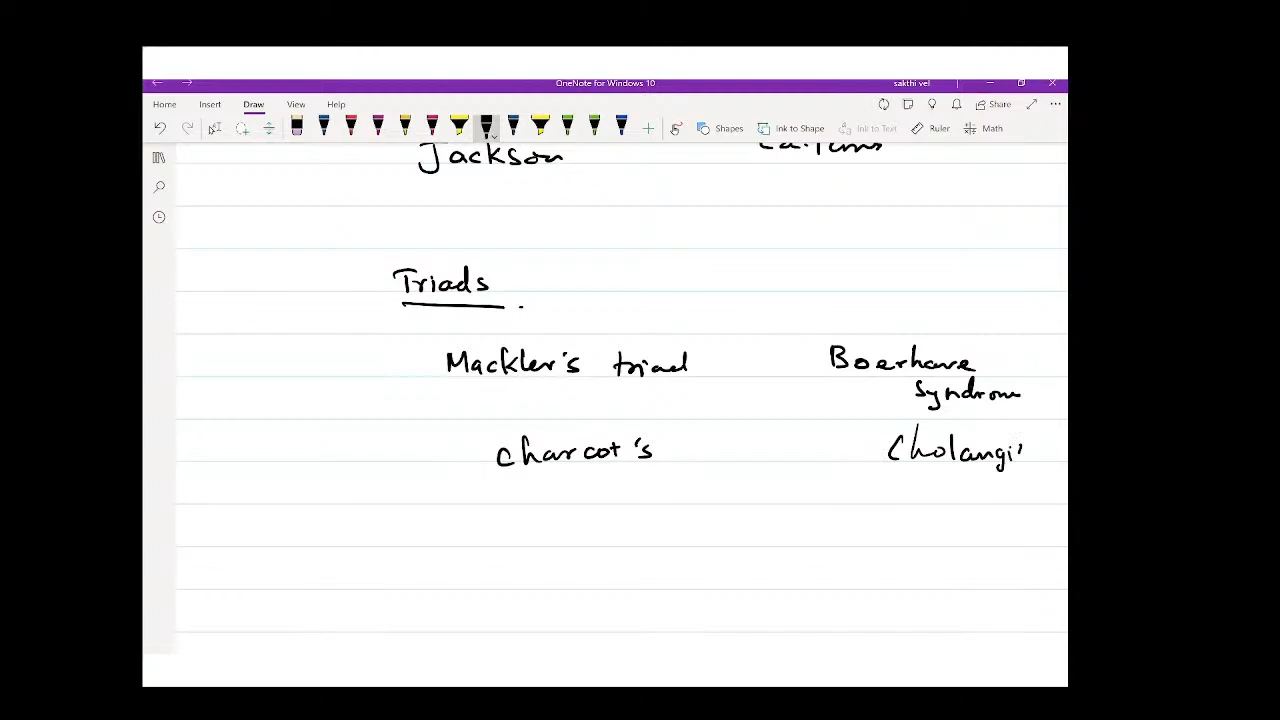 OneNote for Windows 10
sakthi vel
Home Insert Draw View Help
Share
Shapes Ink to Shape Ink to Text Ruler Math
Jackson
Triads
Mackler's triad Boerhave
Syndrome
Charcot's Cholangi